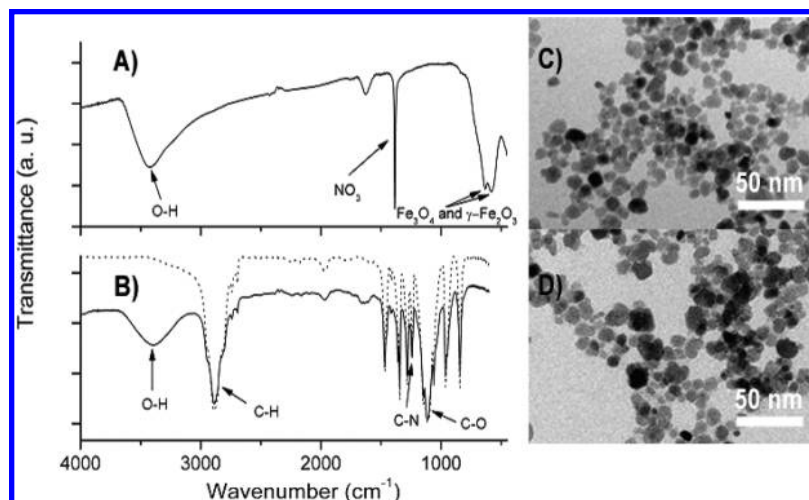 A)
O-H
NO3
Fe3O4 and γ-Fe2O3
B)
O-H
C-H
C-N
C-O
Transmittance (a. u.)
4000 3000 2000 1000
Wavenumber (cm-1)
C)
50 nm
D)
50 nm